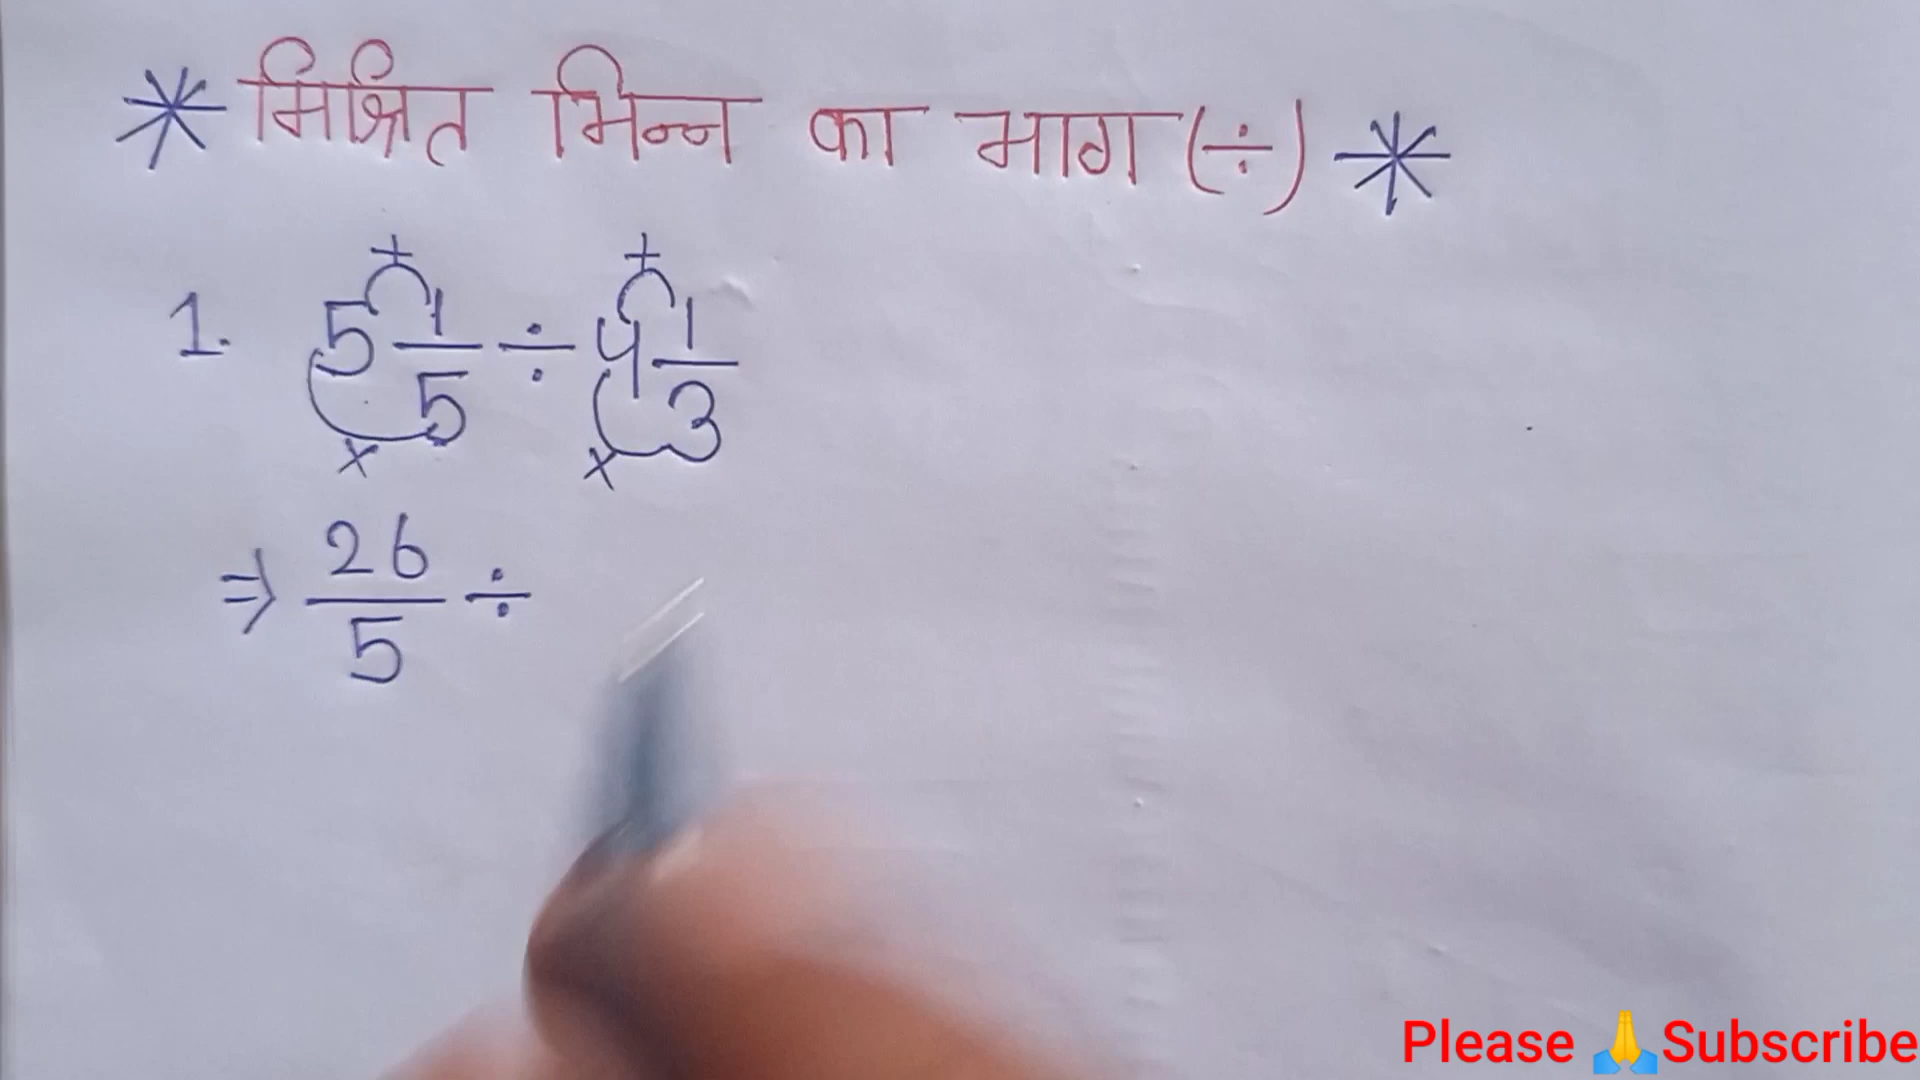 * मिश्रित भिन्न का भाग (÷) *
1. 5 1/5 ÷ 4 1/3
+ +
× ×
⇒ 26/5 ÷
Please 🙏 Subscribe